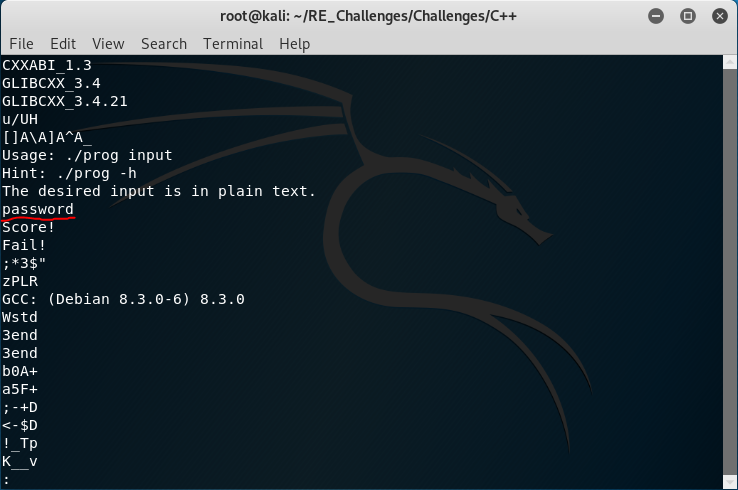 root@kali: ~/RE_Challenges/Challenges/C++
File Edit View Search Terminal Help
CXXABI_1.3
GLIBCXX_3.4
GLIBCXX_3.4.21
u/UH
[]A\A]A^A_
Usage: ./prog input
Hint: ./prog -h
The desired input is in plain text.
password
Score!
Fail!
;*3$"
zPLR
GCC: (Debian 8.3.0-6) 8.3.0
Wstd
3end
3end
b0A+
a5F+
;-+D
<-$D
!_Tp
K__v
: